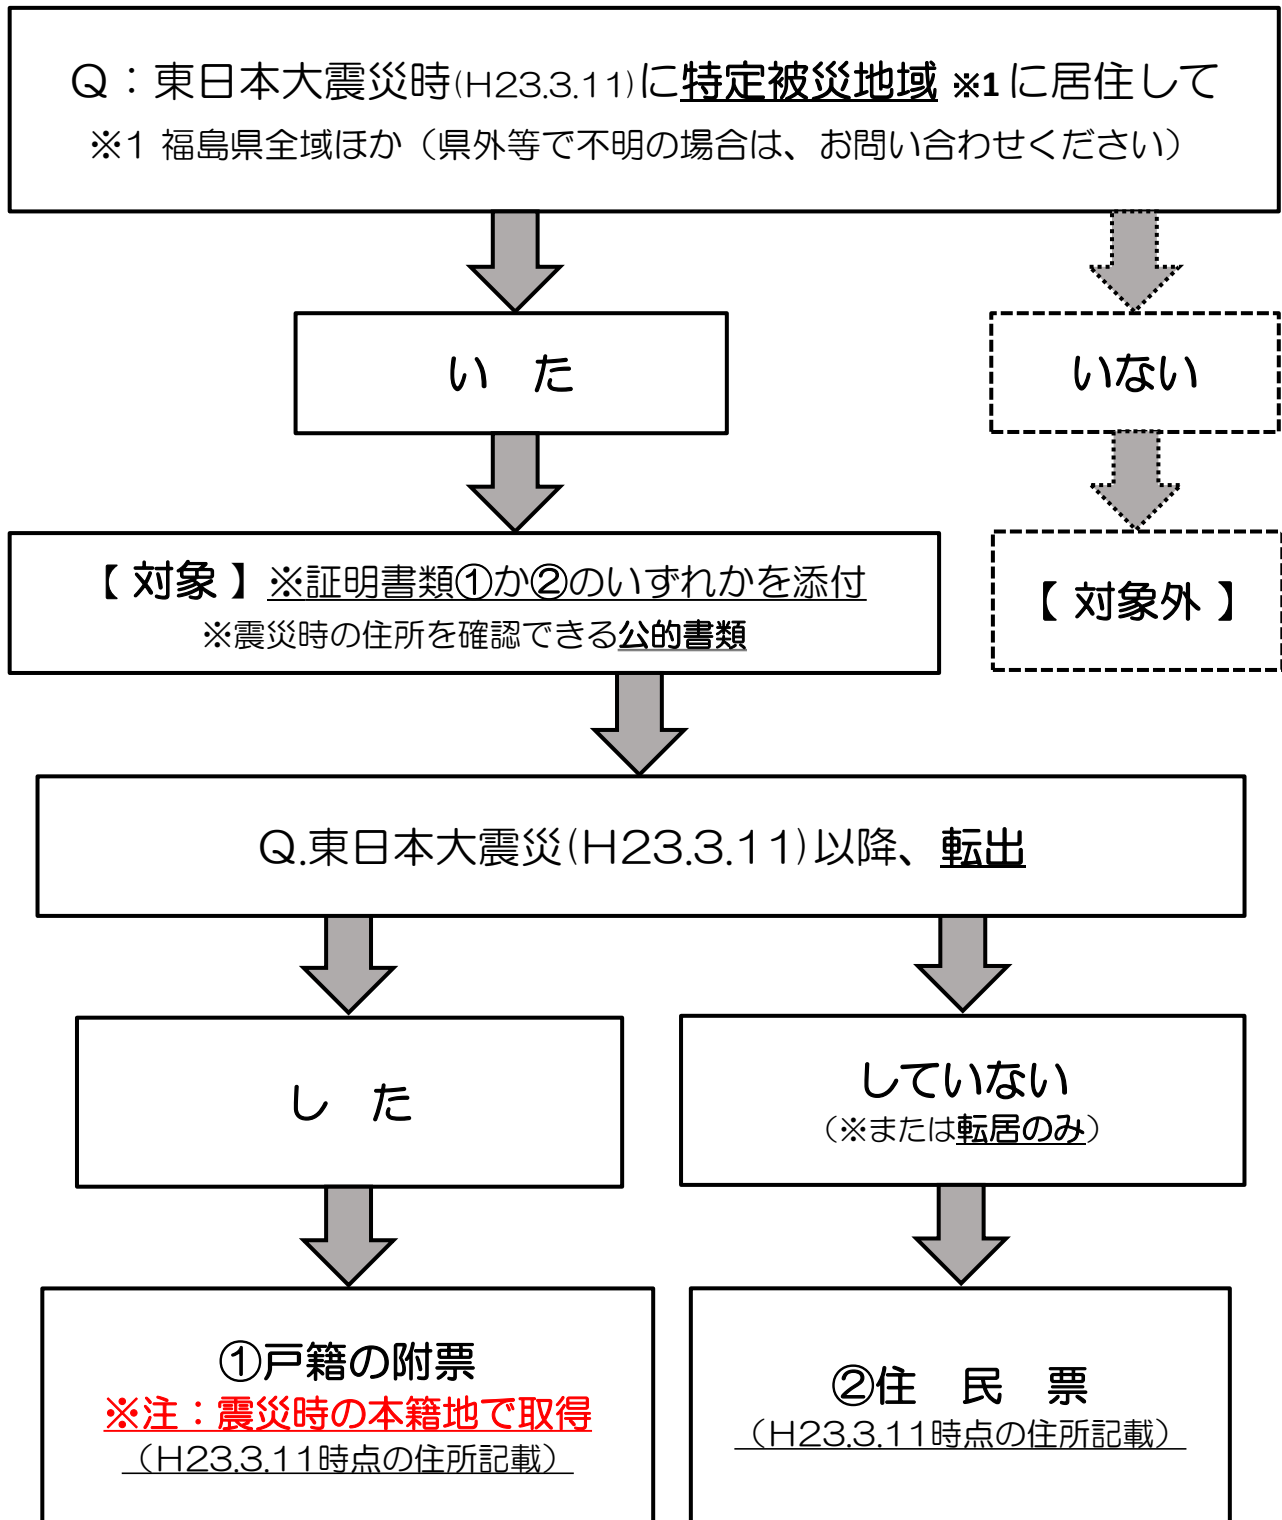 Q：東日本大震災時(H23.3.11)に特定被災地域 ※1 に居住して
※1 福島県全域ほか（県外等で不明の場合は、お問い合わせください）
い た
いない
【 対象 】※証明書類①か②のいずれかを添付
※震災時の住所を確認できる公的書類
【 対象外 】
Q.東日本大震災(H23.3.11)以降、転出
し た
していない
（※または転居のみ）
①戸籍の附票
※注：震災時の本籍地で取得
（H23.3.11時点の住所記載）
②住 民 票
（H23.3.11時点の住所記載）